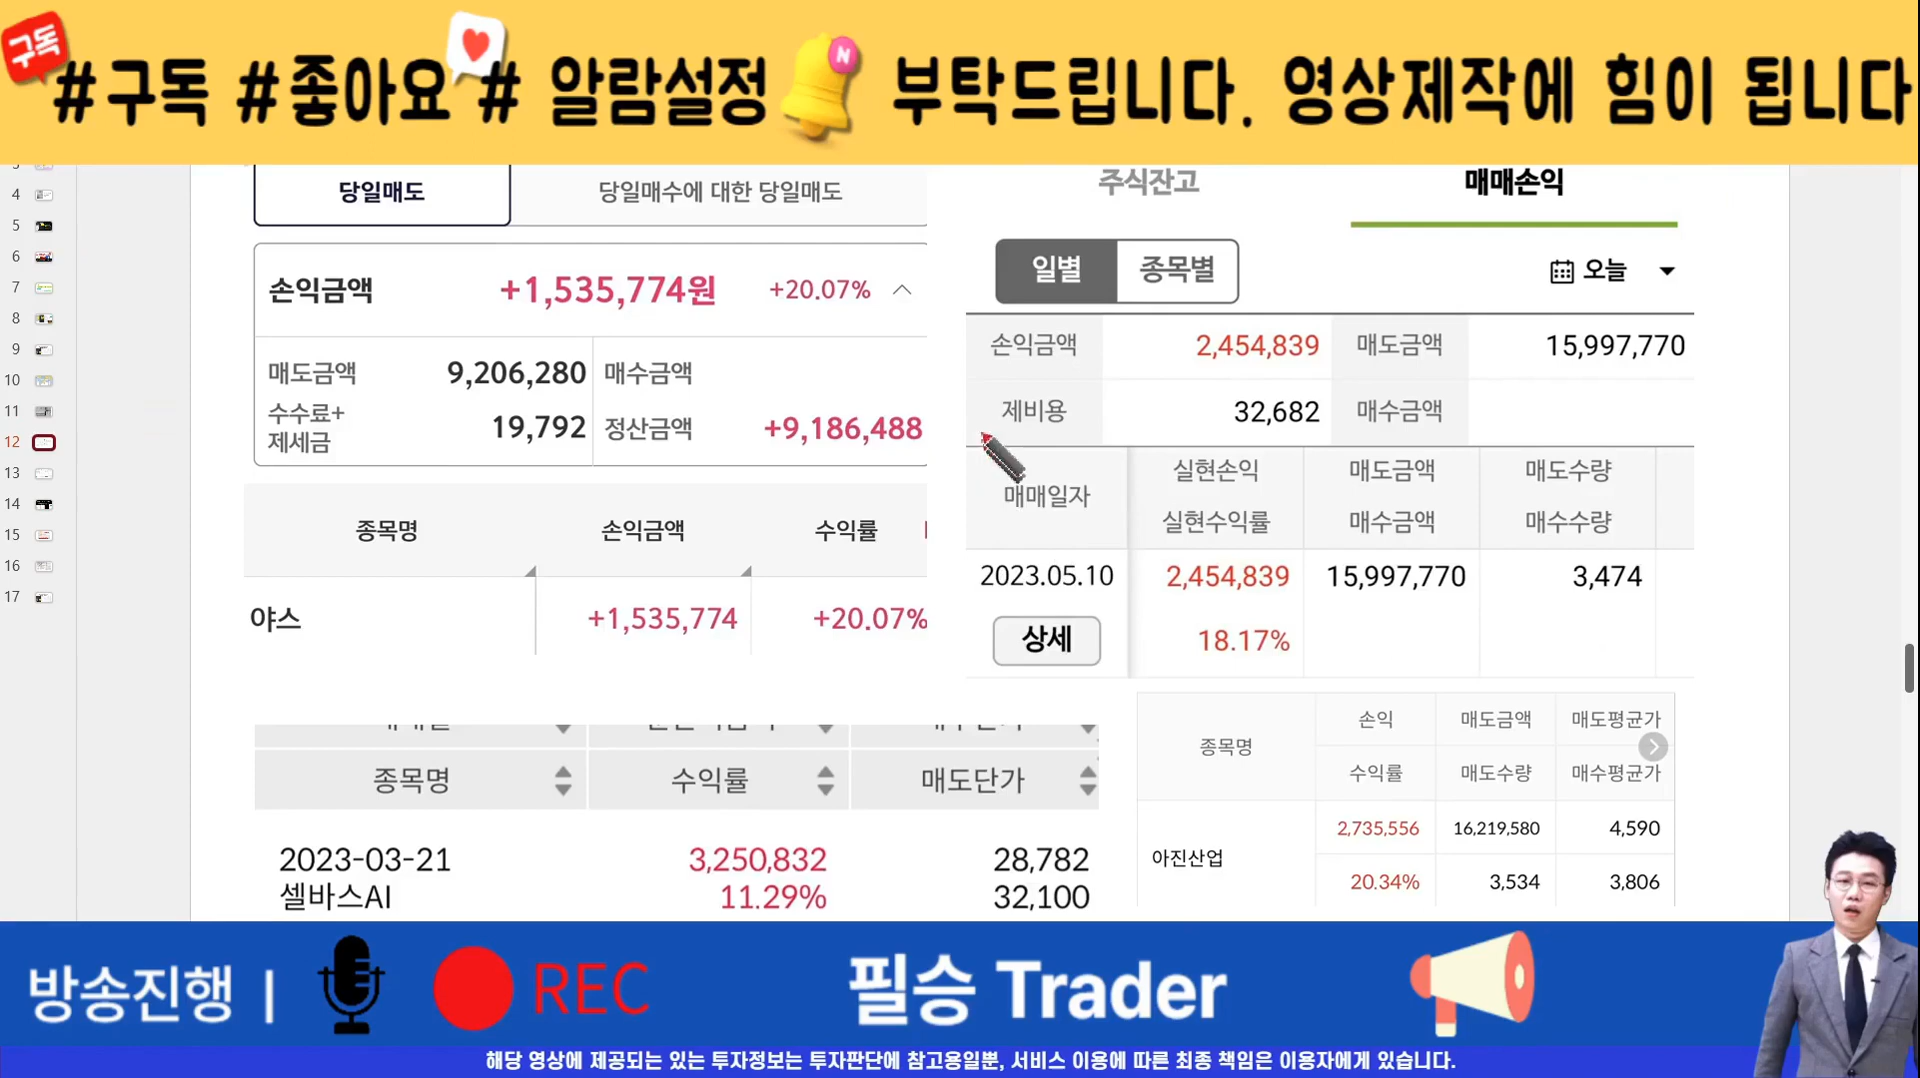 구독
#구독 #좋아요 # 알람설정 N 부탁드립니다. 영상제작에 힘이 됩니다
4
5
6
7
8
9
10
11
12
13
14
15
16
17
당일매도 당일매수에 대한 당일매도
손익금액 +1,535,774원 +20.07%
매도금액 9,206,280 매수금액
수수료+
제세금 19,792 정산금액 +9,186,488
종목명 손익금액 수익률
야스 +1,535,774 +20.07%
주식잔고 매매손익
일별 종목별 오늘
손익금액 2,454,839 매도금액 15,997,770
제비용 32,682 매수금액
매매일자 실현손익 매도금액 매도수량
실현수익률 매수금액 매수수량
2023.05.10 2,454,839 15,997,770 3,474
상세 18.17%
종목명 수익률 매도단가
2023-03-21 3,250,832 28,782
셀바스AI 11.29% 32,100
종목명 손익 매도금액 매도평균가
수익률 매도수량 매수평균가
아진산업 2,735,556 16,219,580 4,590
20.34% 3,534 3,806
방송진행 | REC 필승 Trader
해당 영상에 제공되는 있는 투자정보는 투자판단에 참고용일뿐, 서비스 이용에 따른 최종 책임은 이용자에게 있습니다.